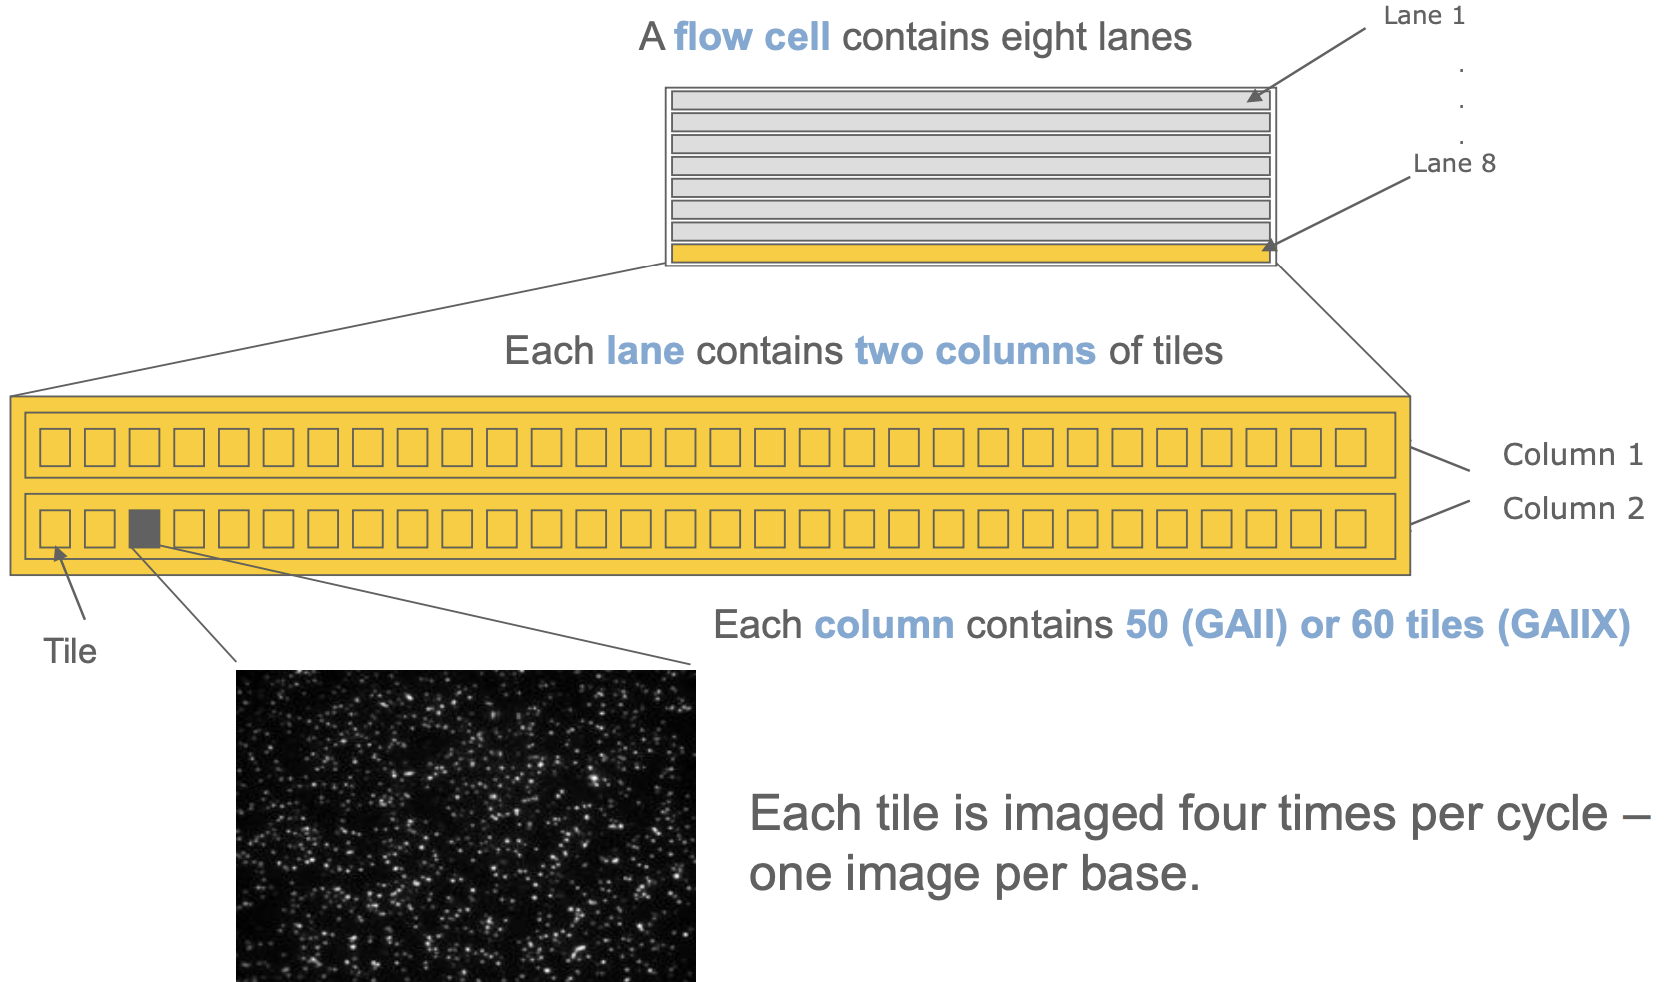 A flow cell contains eight lanes
Lane 1
.
.
.
Lane 8
Each lane contains two columns of tiles
Column 1
Column 2
Each column contains 50 (GAII) or 60 tiles (GAIIX)
Tile
Each tile is imaged four times per cycle –
one image per base.